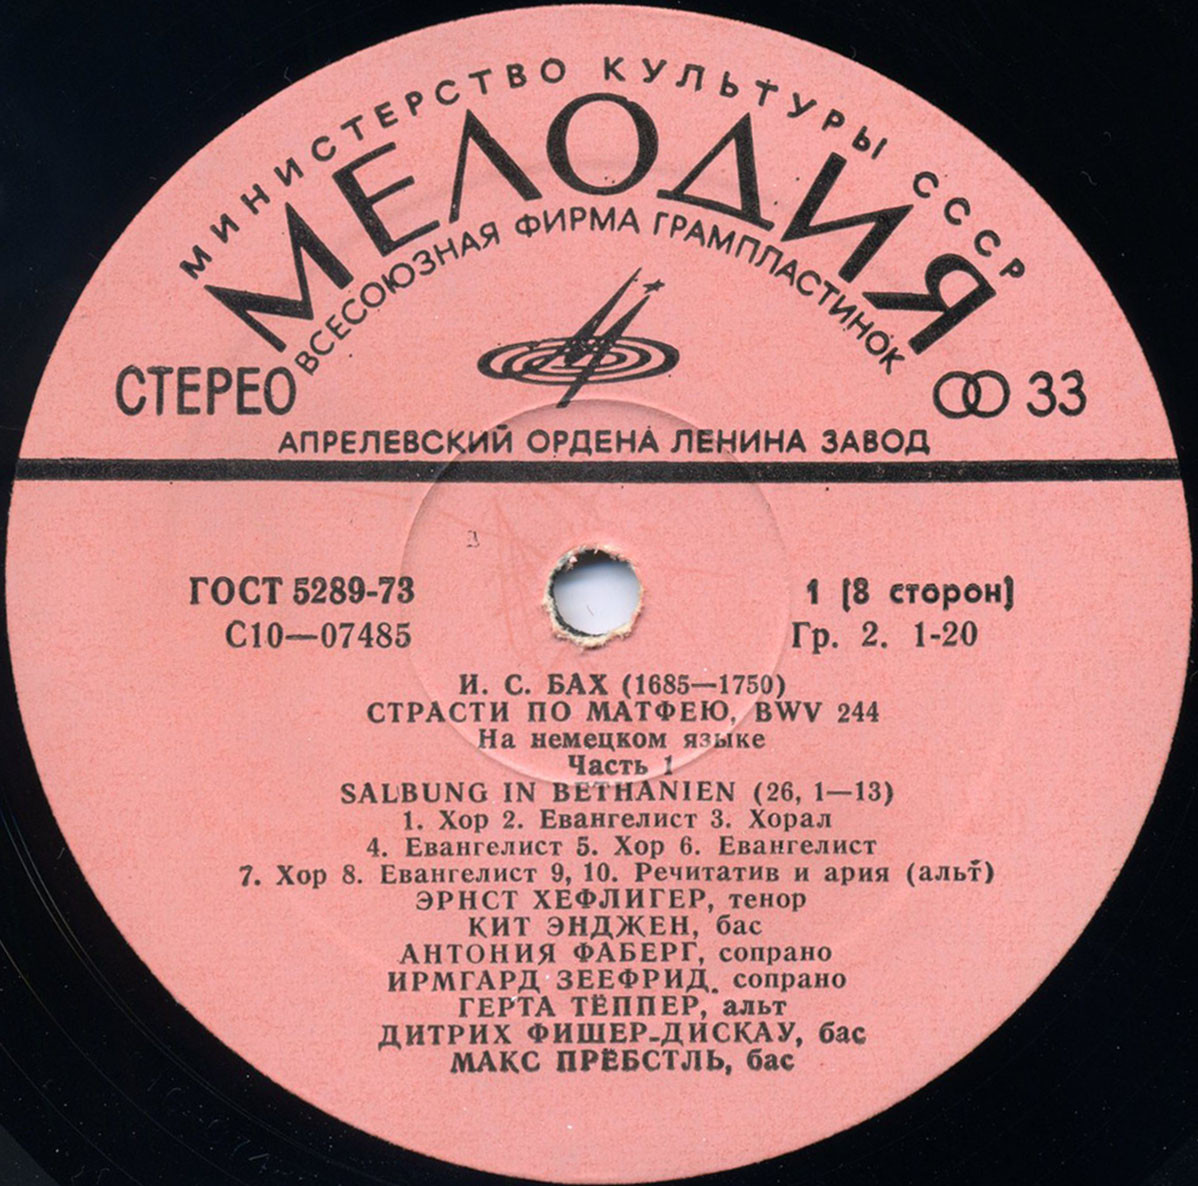 МИНИСТЕРСТВО КУЛЬТУРЫ СССР
МЕЛОДИЯ
ВСЕСОЮЗНАЯ ФИРМА ГРАМПЛАСТИНОК
СТЕРЕО
33
АПРЕЛЕВСКИЙ ОРДЕНА ЛЕНИНА ЗАВОД
ГОСТ 5289-73
1 (8 сторон)
С10—07485
Гр. 2. 1-20
И. С. БАХ (1685—1750)
СТРАСТИ ПО МАТФЕЮ, BWV 244
На немецком языке
Часть 1
SALBUNG IN BETHANIEN (26, 1—13)
1. Хор 2. Евангелист 3. Хорал
4. Евангелист 5. Хор 6. Евангелист
7. Хор 8. Евангелист 9, 10. Речитатив и ария (альт)
ЭРНСТ ХЕФЛИГЕР, тенор
КИТ ЭНДЖЕН, бас
АНТОНИЯ ФАБЕРГ, сопрано
ИРМГАРД ЗЕЕФРИД, сопрано
ГЕРТА ТЁППЕР, альт
ДИТРИХ ФИШЕР-ДИСКАУ, бас
МАКС ПРЁБСТЛЬ, бас